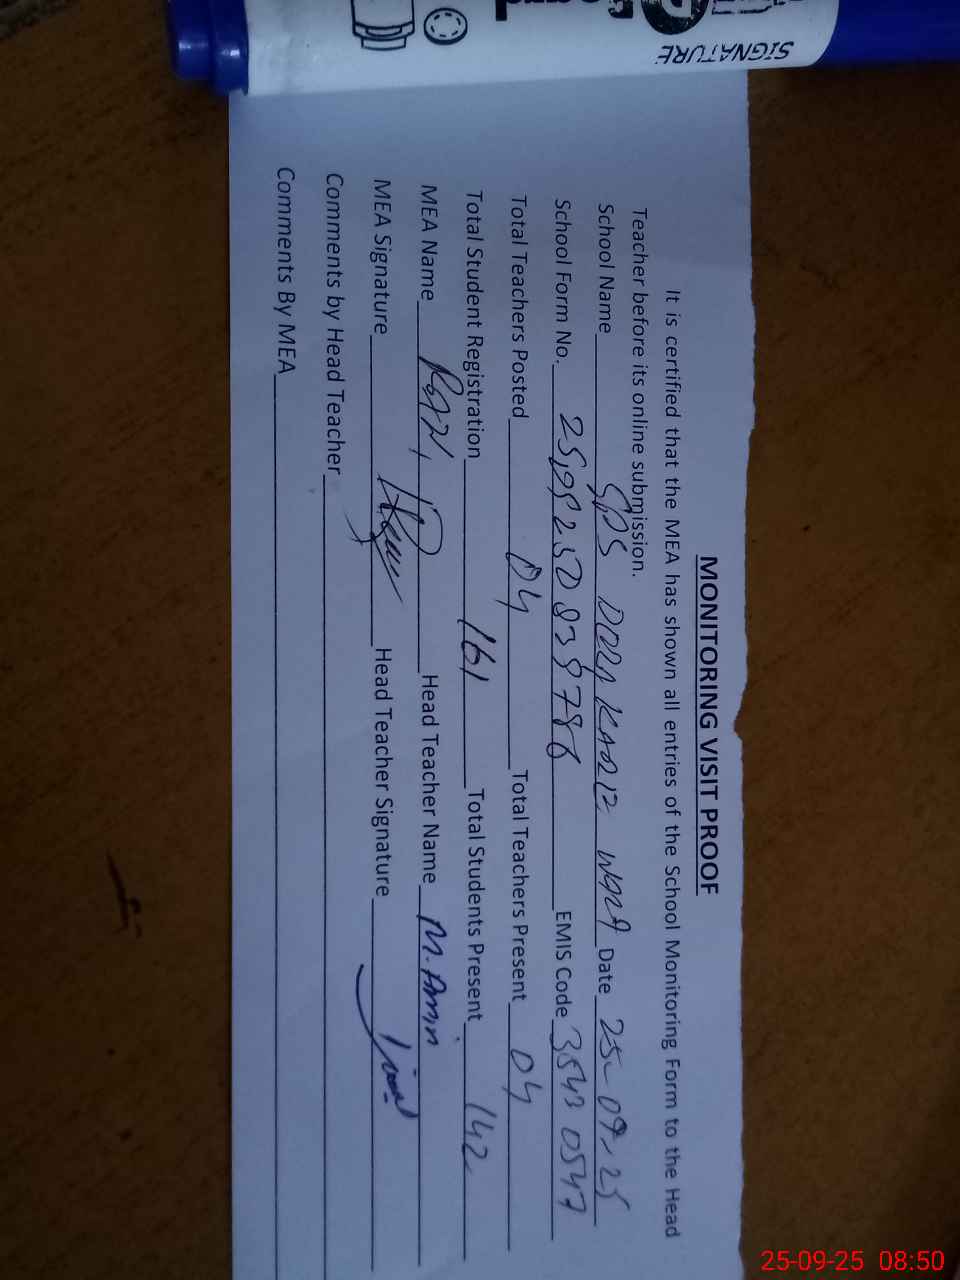 SIGNATURE
MONITORING VISIT PROOF
It is certified that the MEA has shown all entries of the School Monitoring Form to the Head
Teacher before its online submission.
School Name GPS Date 25-09-25
School Form No. EMIS Code 35430547
Total Teachers Posted 04 Total Teachers Present 04
Total Student Registration 161 Total Students Present 142
MEA Name Head Teacher Name M. Amin
MEA Signature Head Teacher Signature
Comments by Head Teacher
Comments By MEA
25-09-25 08:50